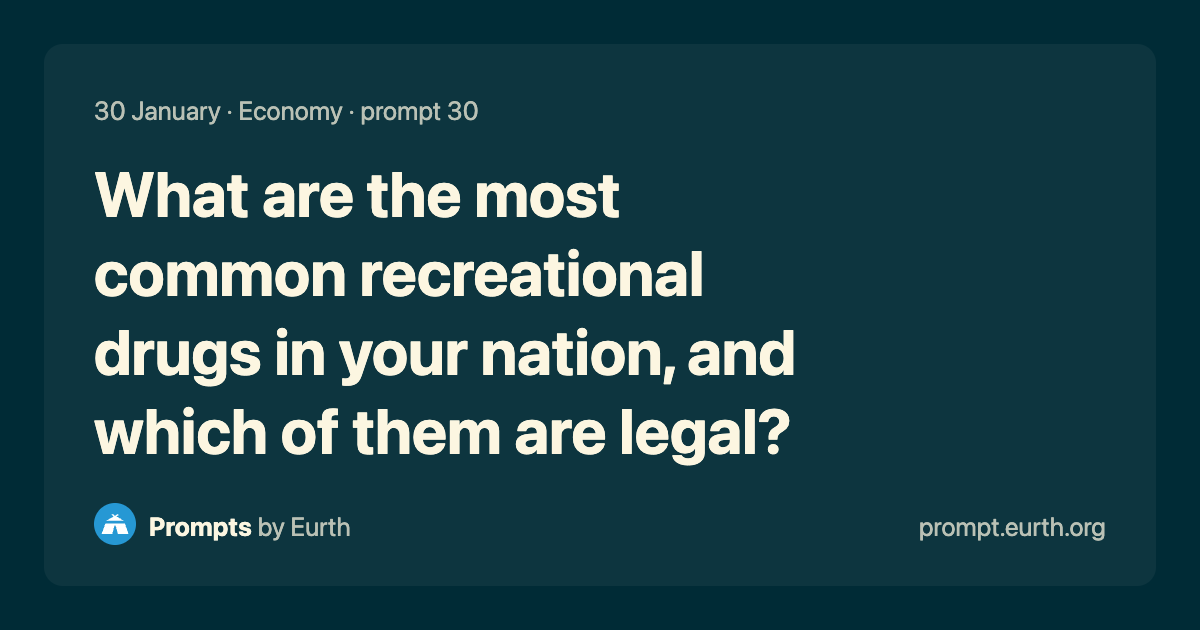 30 January · Economy · prompt 30
What are the most
common recreational
drugs in your nation, and
which of them are legal?
Prompts by Eurth
prompt.eurth.org